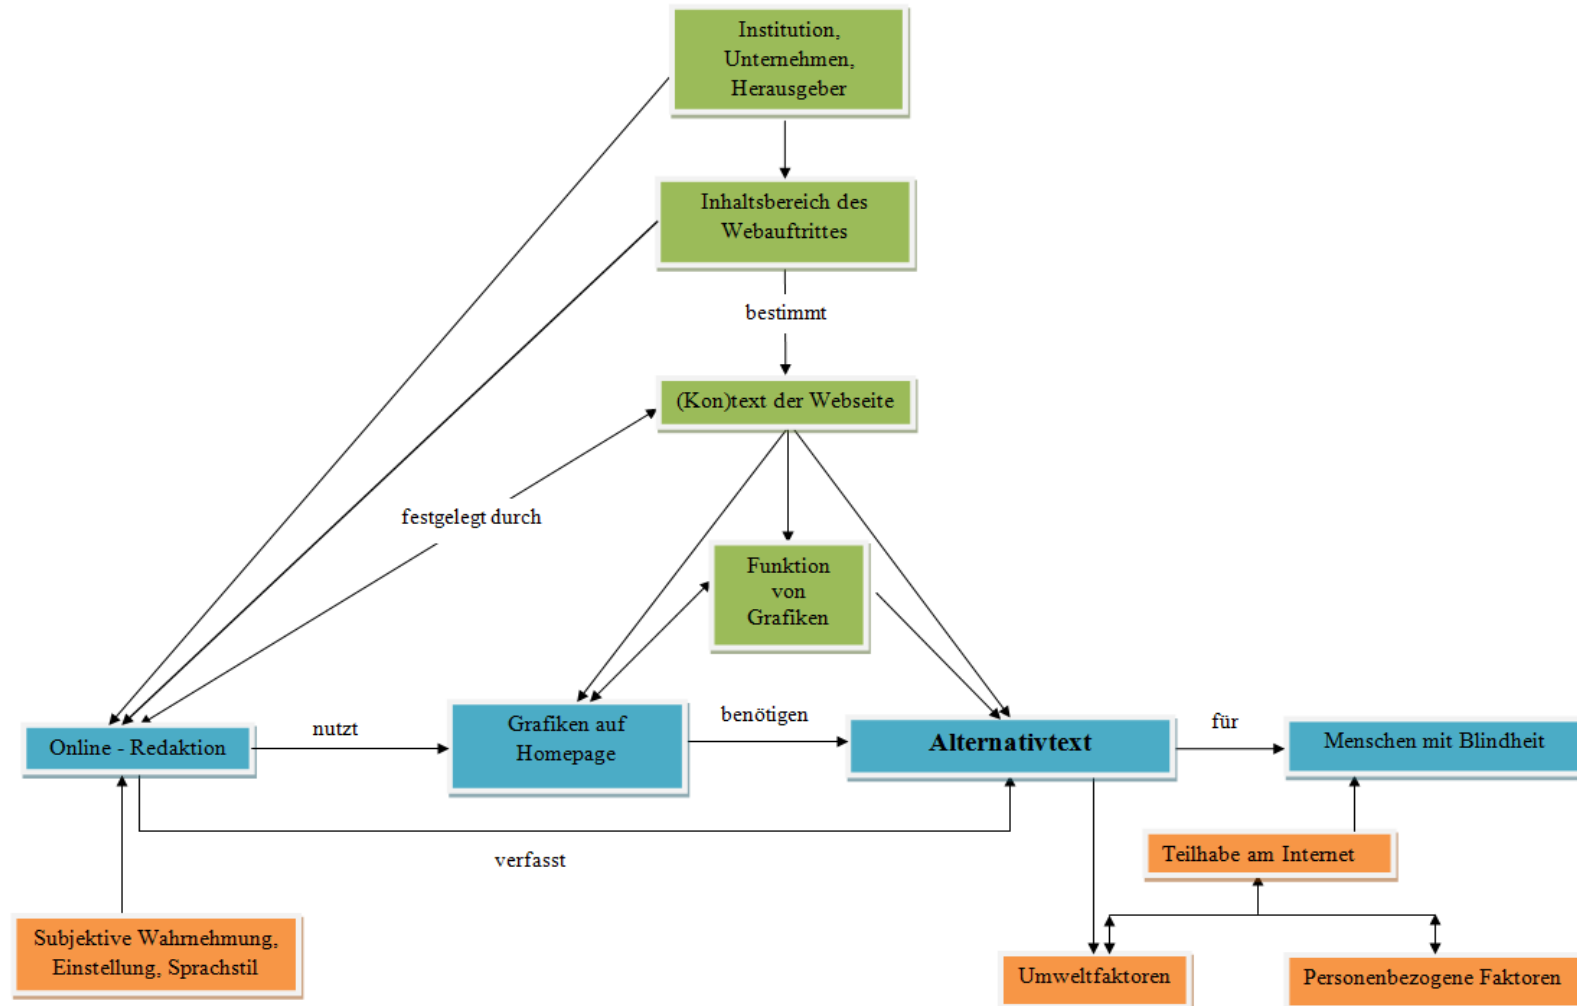 Institution,
Unternehmen,
Herausgeber
Inhaltsbereich des
Webauftrittes
bestimmt
(Kon)text der Webseite
festgelegt durch
Funktion
von
Grafiken
Online - Redaktion
nutzt
Grafiken auf
Homepage
benötigen
Alternativtext
für
Menschen mit Blindheit
verfasst
Teilhabe am Internet
Subjektive Wahrnehmung,
Einstellung, Sprachstil
Umweltfaktoren
Personenbezogene Faktoren